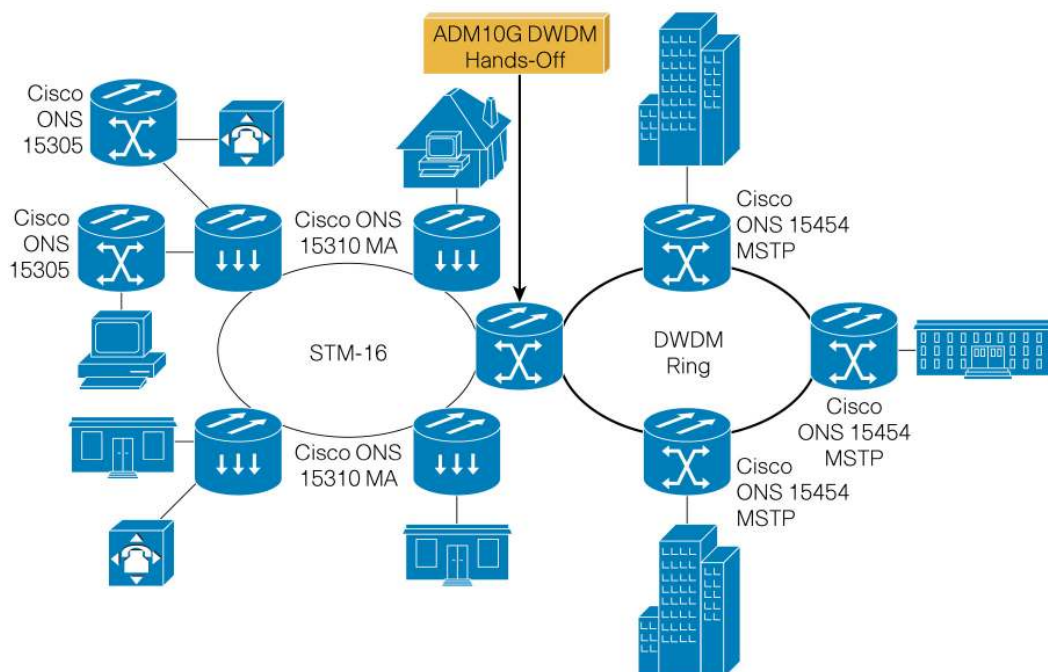 ADM10G DWDM
Hands-Off
Cisco
ONS
15305
Cisco
ONS
15305
Cisco ONS
15310 MA
Cisco
ONS 15454
MSTP
STM-16
DWDM
Ring
Cisco
ONS 15454
MSTP
Cisco ONS
15310 MA
Cisco
ONS 15454
MSTP